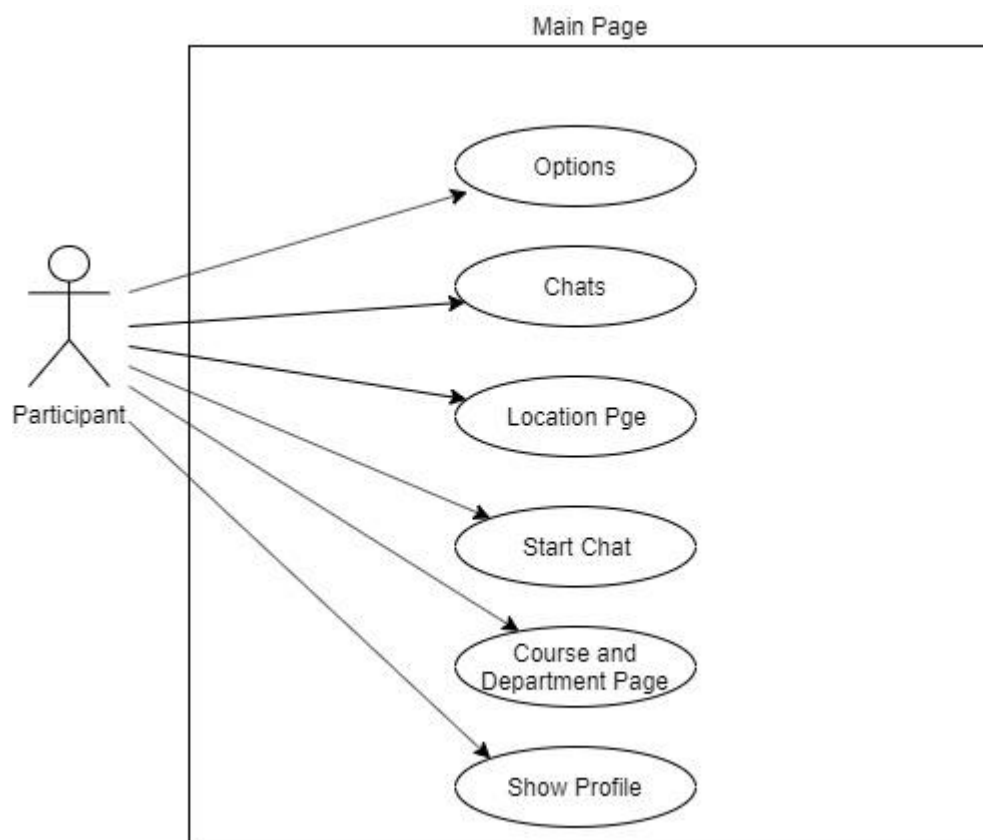 Main Page
Options
Chats
Location Pge
Participant
Start Chat
Course and
Department Page
Show Profile